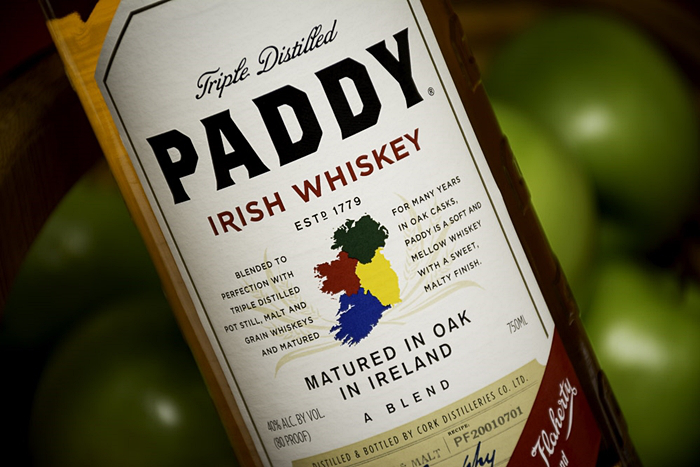 Triple Distilled
PADDY®
IRISH WHISKEY
ESTD 1779
BLENDED TO
PERFECTION WITH
TRIPLE DISTILLED
POT STILL, MALT AND
GRAIN WHISKEYS
AND MATURED
FOR MANY YEARS
IN OAK CASKS,
PADDY IS A SOFT AND
MELLOW WHISKEY
WITH A SWEET,
MALTY FINISH.
MATURED IN OAK
IN IRELAND
A BLEND
750ML
40% ALC. BY VOL.
(80 PROOF)
DISTILLED & BOTTLED BY CORK DISTILLERIES CO. LTD.
& MALT
RECIPE:
PF20010701
Flaherty